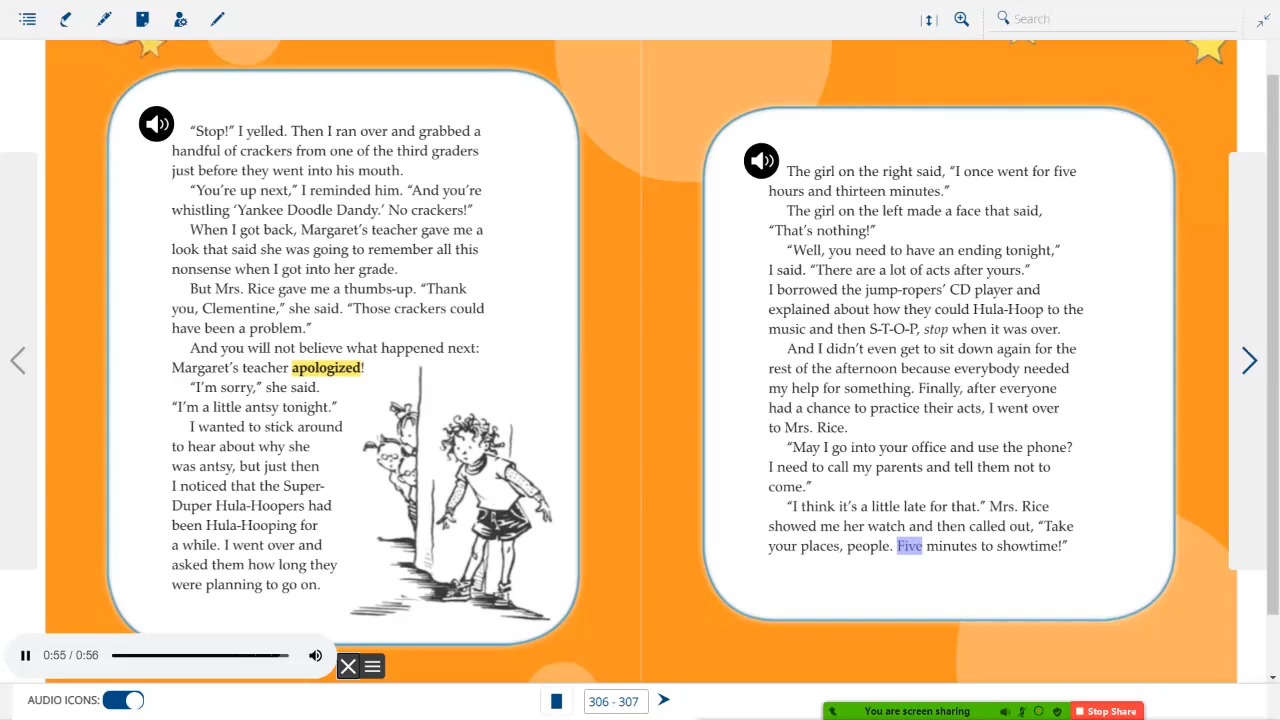 Search
“Stop!” I yelled. Then I ran over and grabbed a
handful of crackers from one of the third graders
just before they went into his mouth.
“You’re up next,” I reminded him. “And you’re
whistling ‘Yankee Doodle Dandy.’ No crackers!”
When I got back, Margaret’s teacher gave me a
look that said she was going to remember all this
nonsense when I got into her grade.
But Mrs. Rice gave me a thumbs-up. “Thank
you, Clementine,” she said. “Those crackers could
have been a problem.”
And you will not believe what happened next:
Margaret’s teacher apologized!
“I’m sorry,” she said.
“I’m a little antsy tonight.”
I wanted to stick around
to hear about why she
was antsy, but just then
I noticed that the Super-
Duper Hula-Hoopers had
been Hula-Hooping for
a while. I went over and
asked them how long they
were planning to go on.
The girl on the right said, “I once went for five
hours and thirteen minutes.”
The girl on the left made a face that said,
“That’s nothing!”
“Well, you need to have an ending tonight,”
I said. “There are a lot of acts after yours.”
I borrowed the jump-ropers’ CD player and
explained about how they could Hula-Hoop to the
music and then S-T-O-P, stop when it was over.
And I didn’t even get to sit down again for the
rest of the afternoon because everybody needed
my help for something. Finally, after everyone
had a chance to practice their acts, I went over
to Mrs. Rice.
“May I go into your office and use the phone?
I need to call my parents and tell them not to
come.”
“I think it’s a little late for that.” Mrs. Rice
showed me her watch and then called out, “Take
your places, people. Five minutes to showtime!”
0:55 / 0:56
AUDIO ICONS:
306 - 307
You are screen sharing
Stop Share